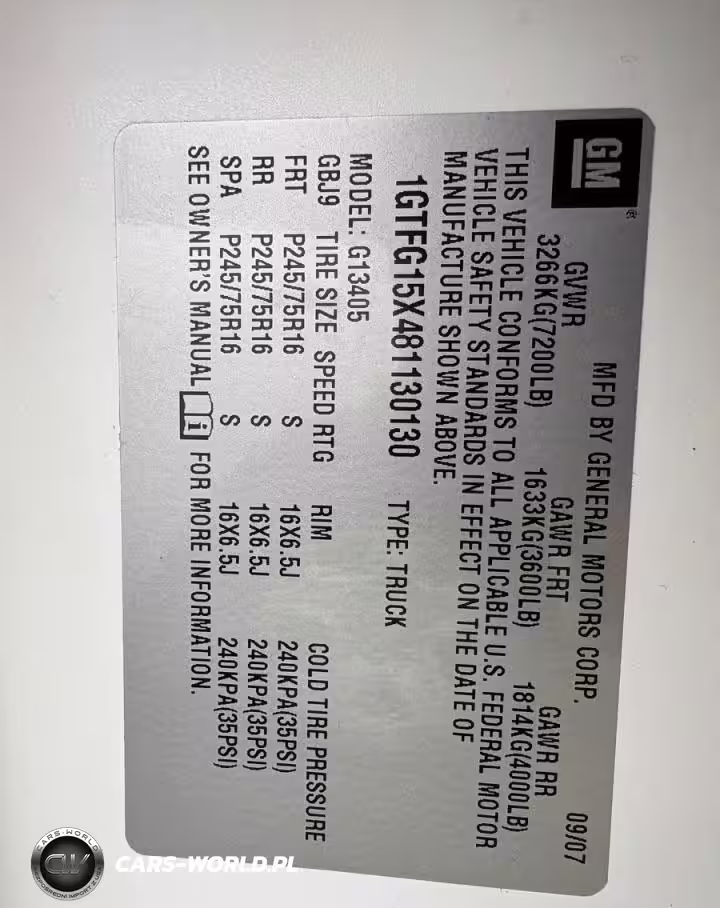 GM
MFD BY GENERAL MOTORS CORP. 09/07
GVWR GAWR FRT GAWR RR
3266KG(7200LB) 1633KG(3600LB) 1814KG(4000LB)
THIS VEHICLE CONFORMS TO ALL APPLICABLE U.S. FEDERAL MOTOR
VEHICLE SAFETY STANDARDS IN EFFECT ON THE DATE OF
MANUFACTURE SHOWN ABOVE.
1GTFG15X481130130 TYPE: TRUCK
MODEL: G13405
GBJ9 TIRE SIZE SPEED RTG RIM COLD TIRE PRESSURE
FRT P245/75R16 S 16X6.5J 240KPA(35PSI)
RR P245/75R16 S 16X6.5J 240KPA(35PSI)
SPA P245/75R16 S 16X6.5J 240KPA(35PSI)
SEE OWNER'S MANUAL i FOR MORE INFORMATION.
CARS-WORLD
CW
CARS-WORLD.PL